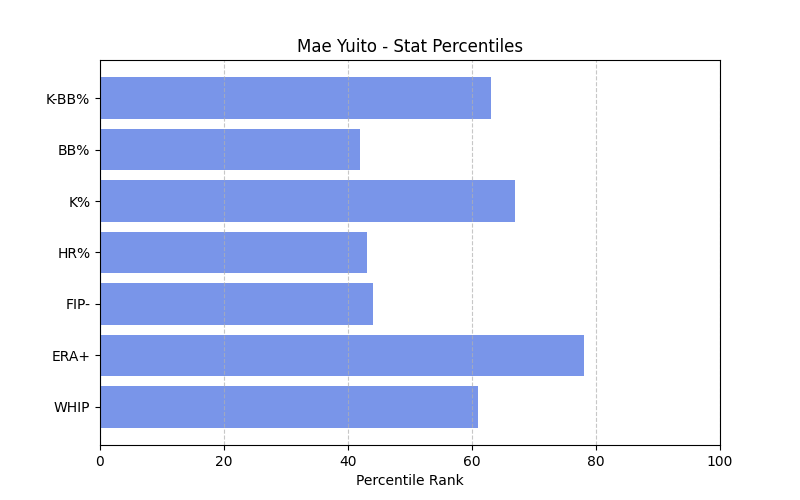 Mae Yuito - Stat Percentiles
K-BB%
BB%
K%
HR%
FIP-
ERA+
WHIP
0 20 40 60 80 100
Percentile Rank